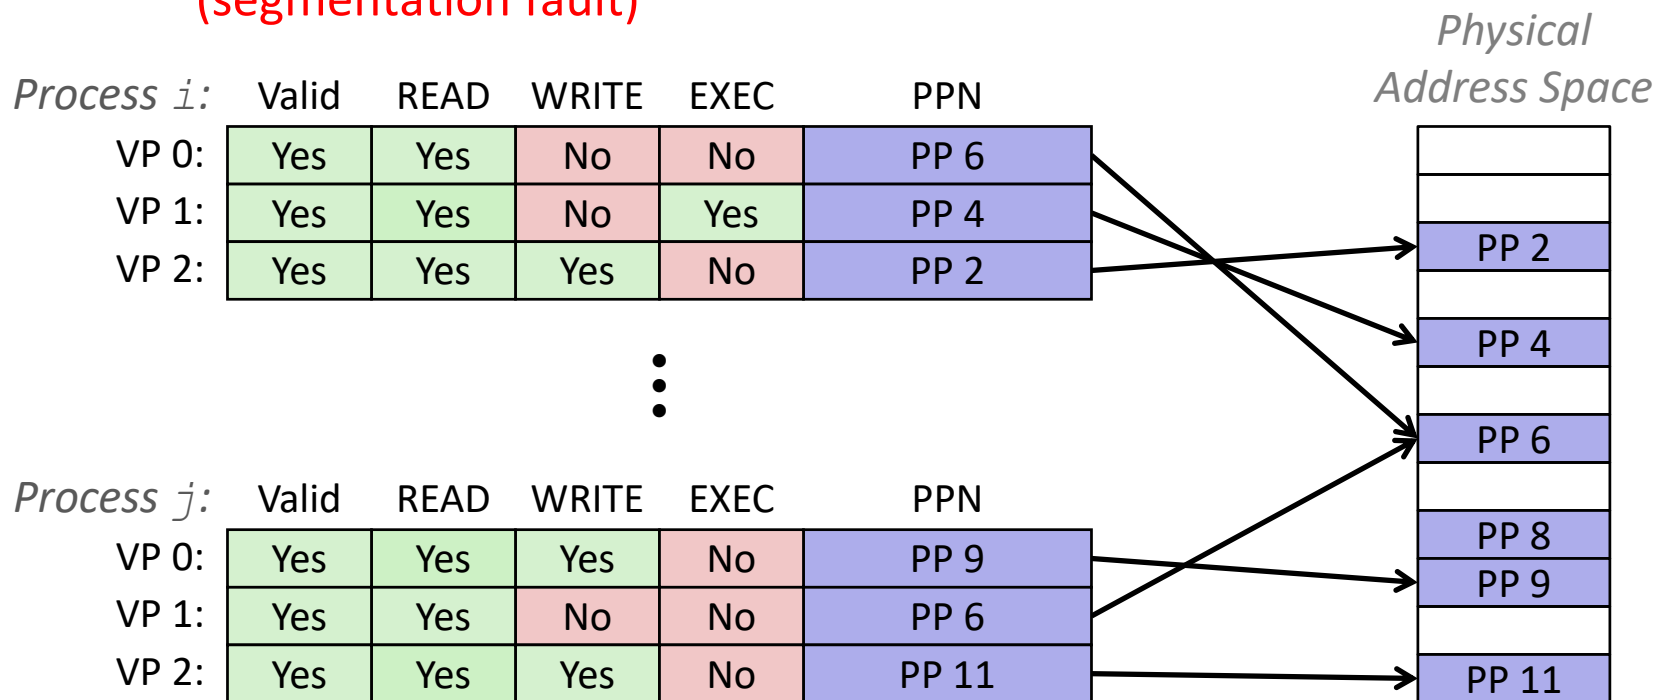 (segmentation fault)
Physical
Address Space
Process i: Valid READ WRITE EXEC PPN
VP 0: Yes Yes No No PP 6
VP 1: Yes Yes No Yes PP 4
VP 2: Yes Yes Yes No PP 2
PP 2
PP 4
PP 6
PP 8
PP 9
PP 11
Process j: Valid READ WRITE EXEC PPN
VP 0: Yes Yes Yes No PP 9
VP 1: Yes Yes No No PP 6
VP 2: Yes Yes Yes No PP 11